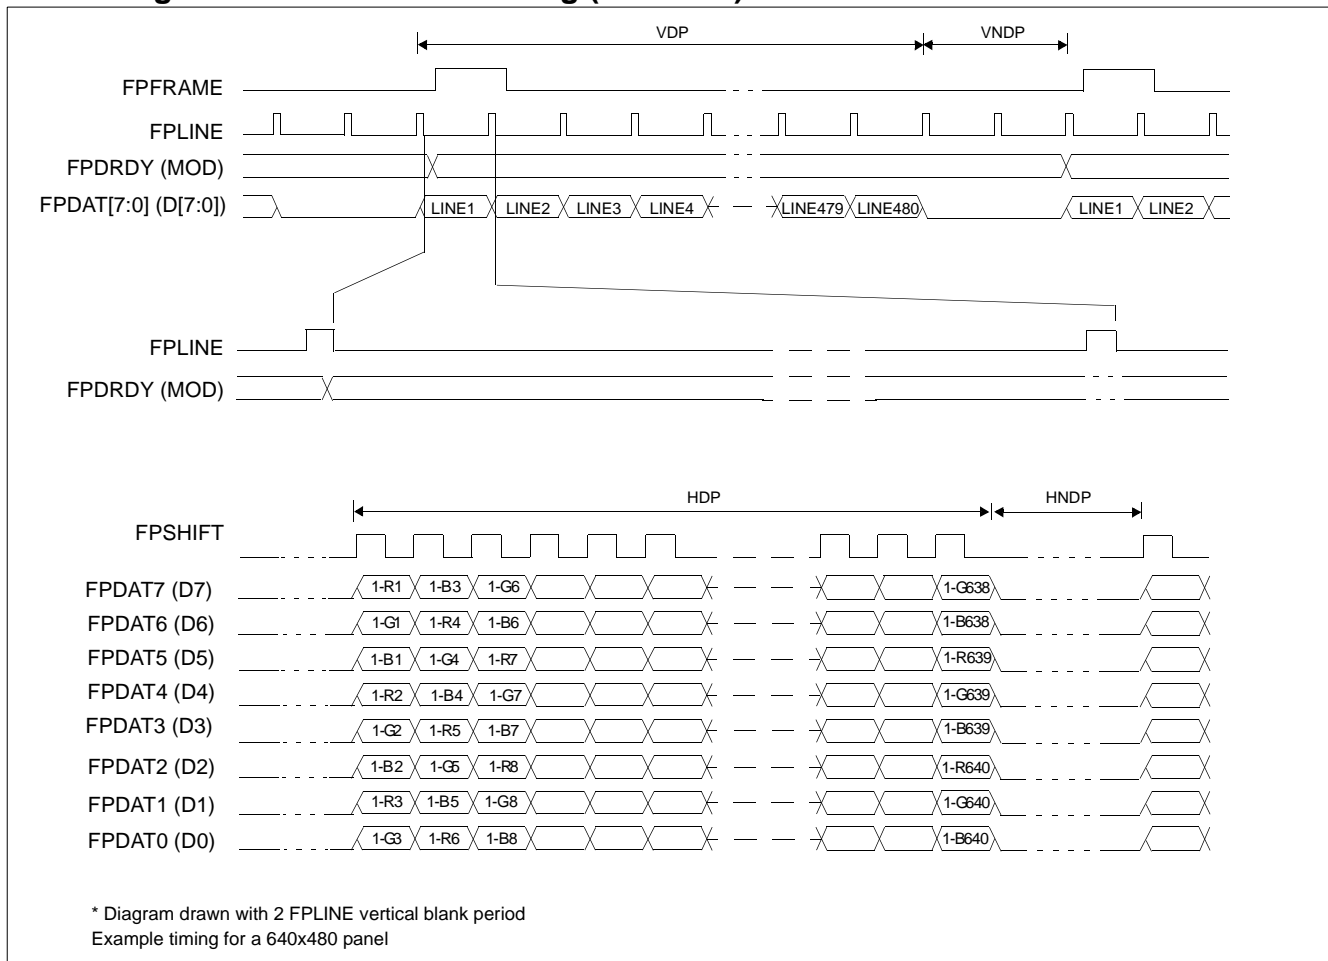 VDP VNDP
FPFRAME
FPLINE
FPDRDY (MOD)
FPDAT[7:0] (D[7:0]) LINE1 LINE2 LINE3 LINE4 LINE479 LINE480 LINE1 LINE2
FPLINE
FPDRDY (MOD)
HDP HNDP
FPSHIFT
FPDAT7 (D7) 1-R1 1-B3 1-G6 1-G638
FPDAT6 (D6) 1-G1 1-R4 1-B6 1-B638
FPDAT5 (D5) 1-B1 1-G4 1-R7 1-R639
FPDAT4 (D4) 1-R2 1-B4 1-G7 1-G639
FPDAT3 (D3) 1-G2 1-R5 1-B7 1-B639
FPDAT2 (D2) 1-B2 1-G5 1-R8 1-R640
FPDAT1 (D1) 1-R3 1-B5 1-G8 1-G640
FPDAT0 (D0) 1-G3 1-R6 1-B8 1-B640
* Diagram drawn with 2 FPLINE vertical blank period
Example timing for a 640x480 panel